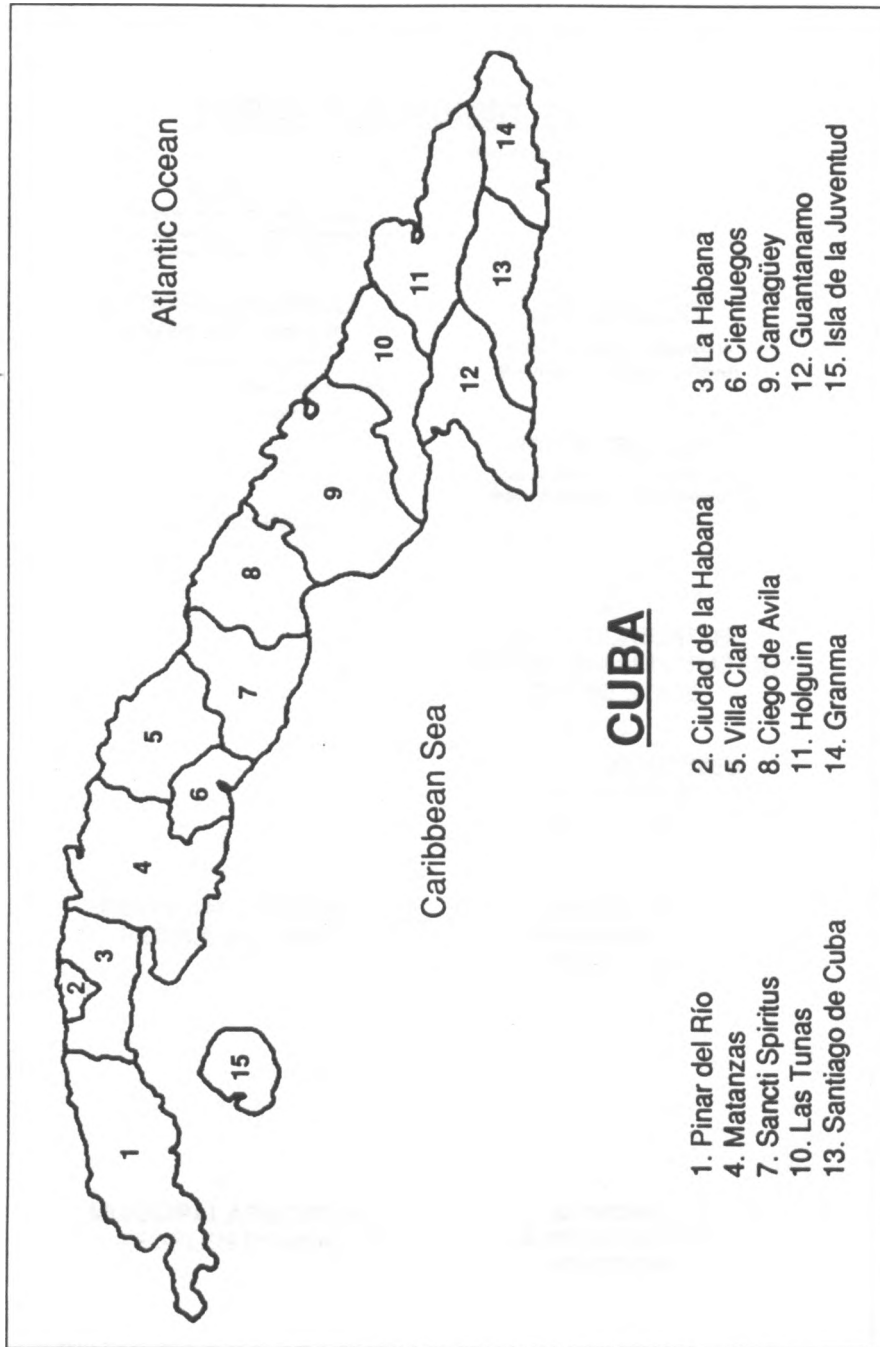 Atlantic Ocean
1
2
3
4
5
6
7
8
9
10
11
12
13
14
15
Caribbean Sea
CUBA
1. Pinar del Río 2. Ciudad de la Habana 3. La Habana
4. Matanzas 5. Villa Clara 6. Cienfuegos
7. Sancti Spiritus 8. Ciego de Avila 9. Camagüey
10. Las Tunas 11. Holguin 12. Guantanamo
13. Santiago de Cuba 14. Granma 15. Isla de la Juventud